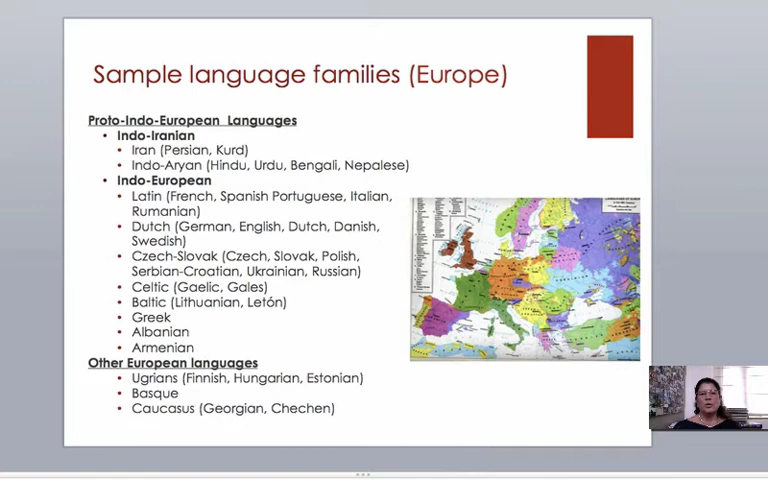 Sample language families (Europe)
Proto-Indo-European Languages
• Indo-Iranian
• Iran (Persian, Kurd)
• Indo-Aryan (Hindu, Urdu, Bengali, Nepalese)
• Indo-European
• Latin (French, Spanish Portuguese, Italian,
Rumanian)
• Dutch (German, English, Dutch, Danish,
Swedish)
• Czech-Slovak (Czech, Slovak, Polish,
Serbian-Croatian, Ukrainian, Russian)
• Celtic (Gaelic, Gales)
• Baltic (Lithuanian, Letón)
• Greek
• Albanian
• Armenian
Other European languages
• Ugrians (Finnish, Hungarian, Estonian)
• Basque
• Caucasus (Georgian, Chechen)